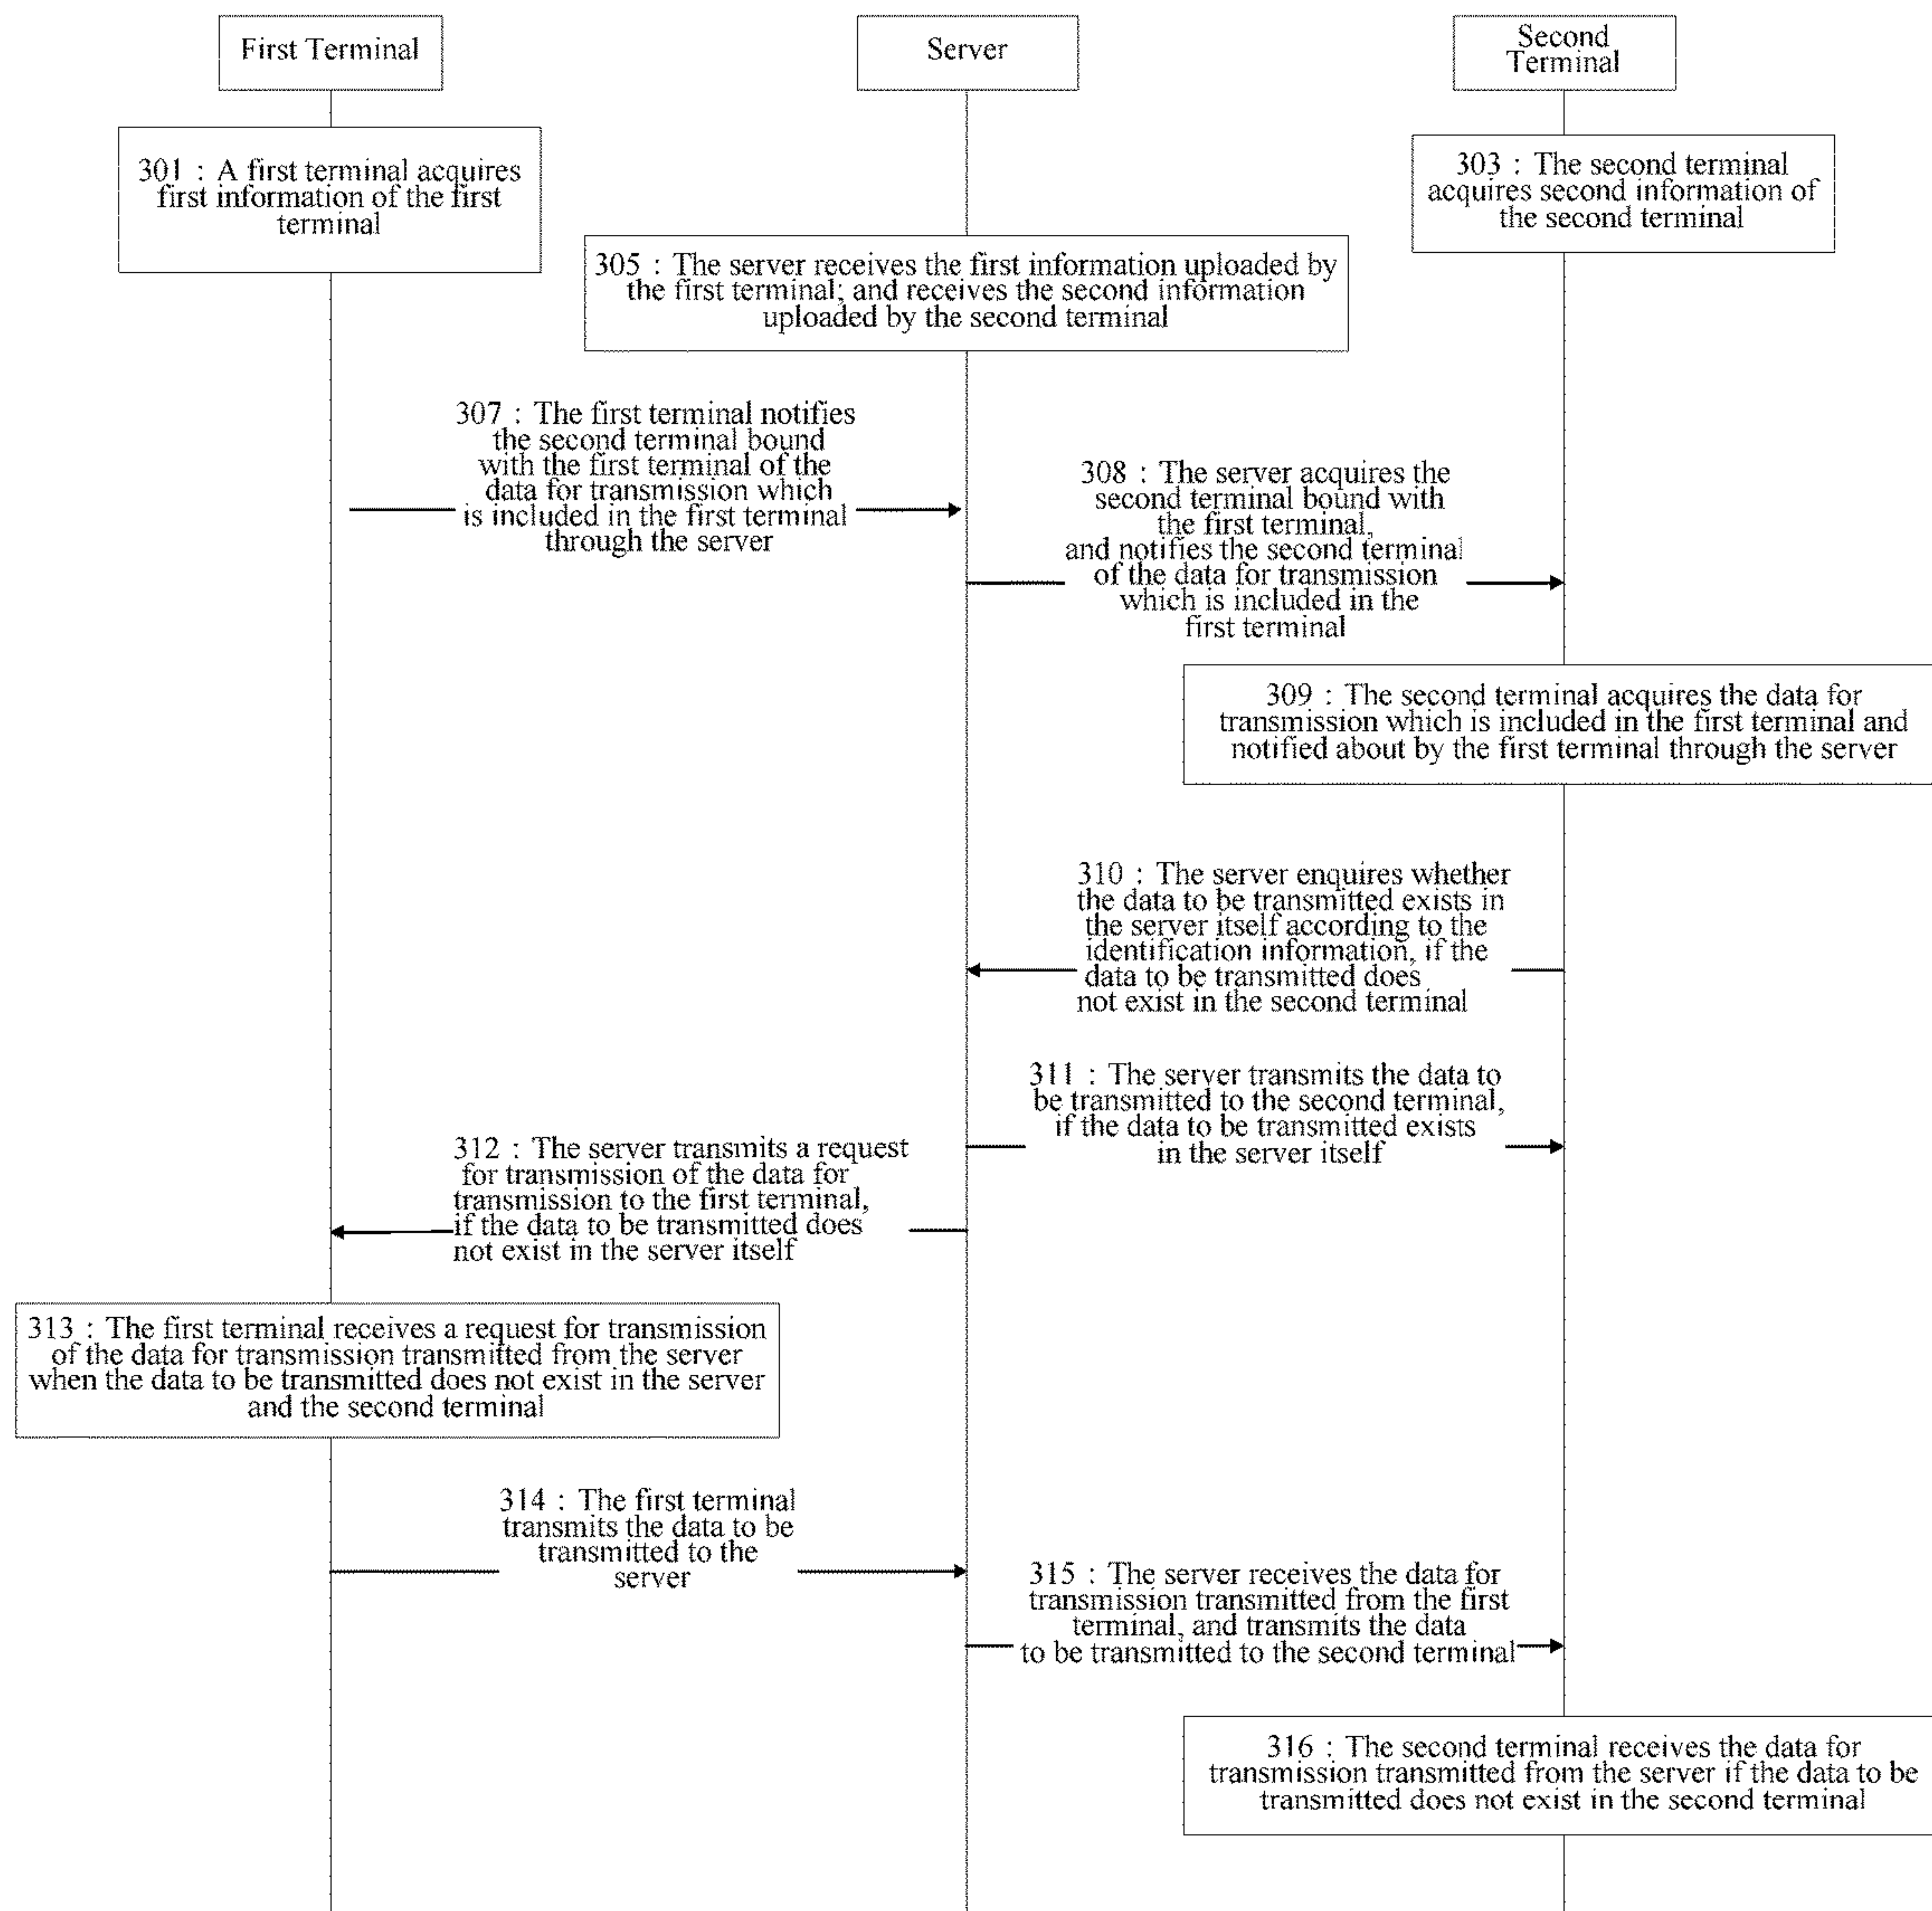 First Terminal
Server
Second
Terminal
301 : A first terminal acquires
first information of the first
terminal
303 : The second terminal
acquires second information of
the second terminal
305 : The server receives the first information uploaded by
the first terminal; and receives the second information
uploaded by the second terminal
307 : The first terminal notifies
the second terminal bound
with the first terminal of the
data for transmission which
is included in the first terminal
through the server
308 : The server acquires the
second terminal bound with
the first terminal,
and notifies the second terminal
of the data for transmission
which is included in the
first terminal
309 : The second terminal acquires the data for
transmission which is included in the first terminal and
notified about by the first terminal through the server
310 : The server enquires whether
the data to be transmitted exists in
the server itself according to the
identification information, if the
data to be transmitted does
not exist in the second terminal
311 : The server transmits the data to
be transmitted to the second terminal,
if the data to be transmitted exists
in the server itself
312 : The server transmits a request
for transmission of the data for
transmission to the first terminal,
if the data to be transmitted does
not exist in the server itself
313 : The first terminal receives a request for transmission
of the data for transmission transmitted from the server
when the data to be transmitted does not exist in the server
and the second terminal
314 : The first terminal
transmits the data to be
transmitted to the
server
315 : The server receives the data for
transmission transmitted from the first
terminal, and transmits the data
to be transmitted to the second terminal
316 : The second terminal receives the data for
transmission transmitted from the server if the data to be
transmitted does not exist in the second terminal